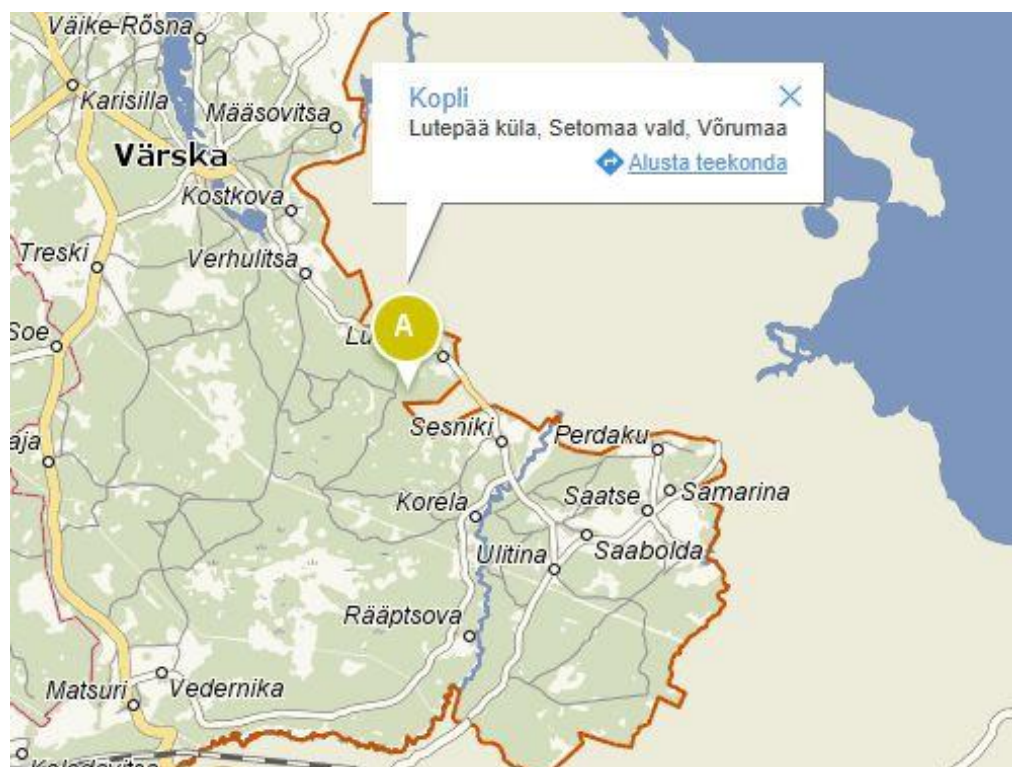 Väike-Rõsna
Karisilla
Määsovitsa
Värska
Kostkova
Treski
Verhulitsa
Kopli
Lutepää küla, Setomaa vald, Võrumaa
Alusta teekonda
A
Sesniki
Perdaku
Korela
Saatse
Samarina
Ulitina
Saabolda
Rääptsova
Matsuri
Vedernika